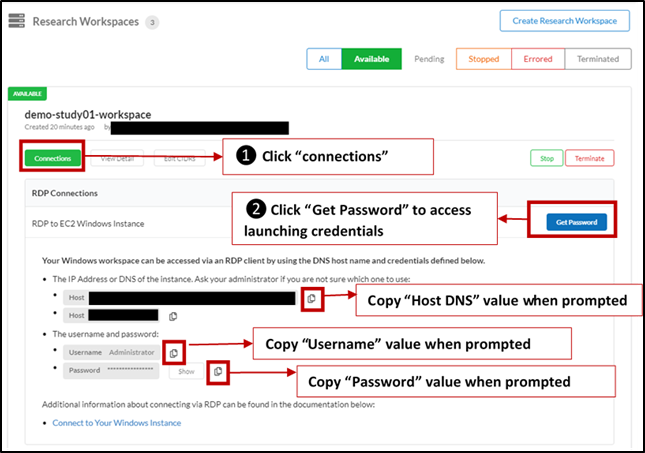 Research Workspaces 3
Create Research Workspace
All Available Pending Stopped Errored Terminated
AVAILABLE
demo-study01-workspace
Created 20 minutes ago by
Connections View Detail Edit CIDRs
❶ Click “connections”
Stop Terminate
RDP Connections
RDP to EC2 Windows Instance
❷ Click “Get Password” to access
launching credentials
Get Password
Your Windows workspace can be accessed via an RDP client by using the DNS host name and credentials defined below.
• The IP Address or DNS of the instance. Ask your administrator if you are not sure which one to use:
• Host
Copy “Host DNS” value when prompted
• Host
• The username and password:
• Username Administrator
Copy “Username” value when prompted
• Password **************** Show
Copy “Password” value when prompted
Additional information about connecting via RDP can be found in the documentation below:
• Connect to Your Windows Instance